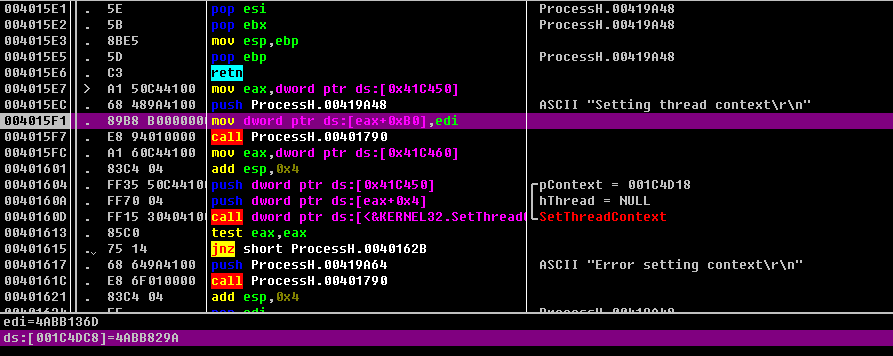 004015E1 . 5E pop esi ProcessH.00419A48
004015E2 . 5B pop ebx ProcessH.00419A48
004015E3 . 8BE5 mov esp,ebp
004015E5 . 5D pop ebp ProcessH.00419A48
004015E6 . C3 retn
004015E7 > A1 50C44100 mov eax,dword ptr ds:[0x41C450]
004015EC . 68 489A4100 push ProcessH.00419A48 ASCII "Setting thread context\r\n"
004015F1 . 89B8 B0000000 mov dword ptr ds:[eax+0xB0],edi
004015F7 . E8 94010000 call ProcessH.00401790
004015FC . A1 60C44100 mov eax,dword ptr ds:[0x41C460]
00401601 . 83C4 04 add esp,0x4
00401604 . FF35 50C44100 push dword ptr ds:[0x41C450] pContext = 001C4D18
0040160A . FF70 04 push dword ptr ds:[eax+0x4] hThread = NULL
0040160D . FF15 30404100 call dword ptr ds:[<&KERNEL32.SetThread SetThreadContext
00401613 . 85C0 test eax,eax
00401615 . 75 14 jnz short ProcessH.0040162B
00401617 . 68 649A4100 push ProcessH.00419A64 ASCII "Error setting context\r\n"
0040161C . E8 6F010000 call ProcessH.00401790
00401621 . 83C4 04 add esp,0x4
edi=4ABB136D
ds:[001C4DC8]=4ABB829A